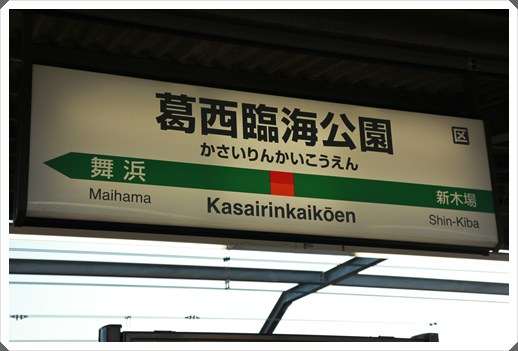 葛西臨海公園
区
かさいりんかいこうえん
舞浜
新木場
Maihama
Kasairinkaikōen
Shin-Kiba